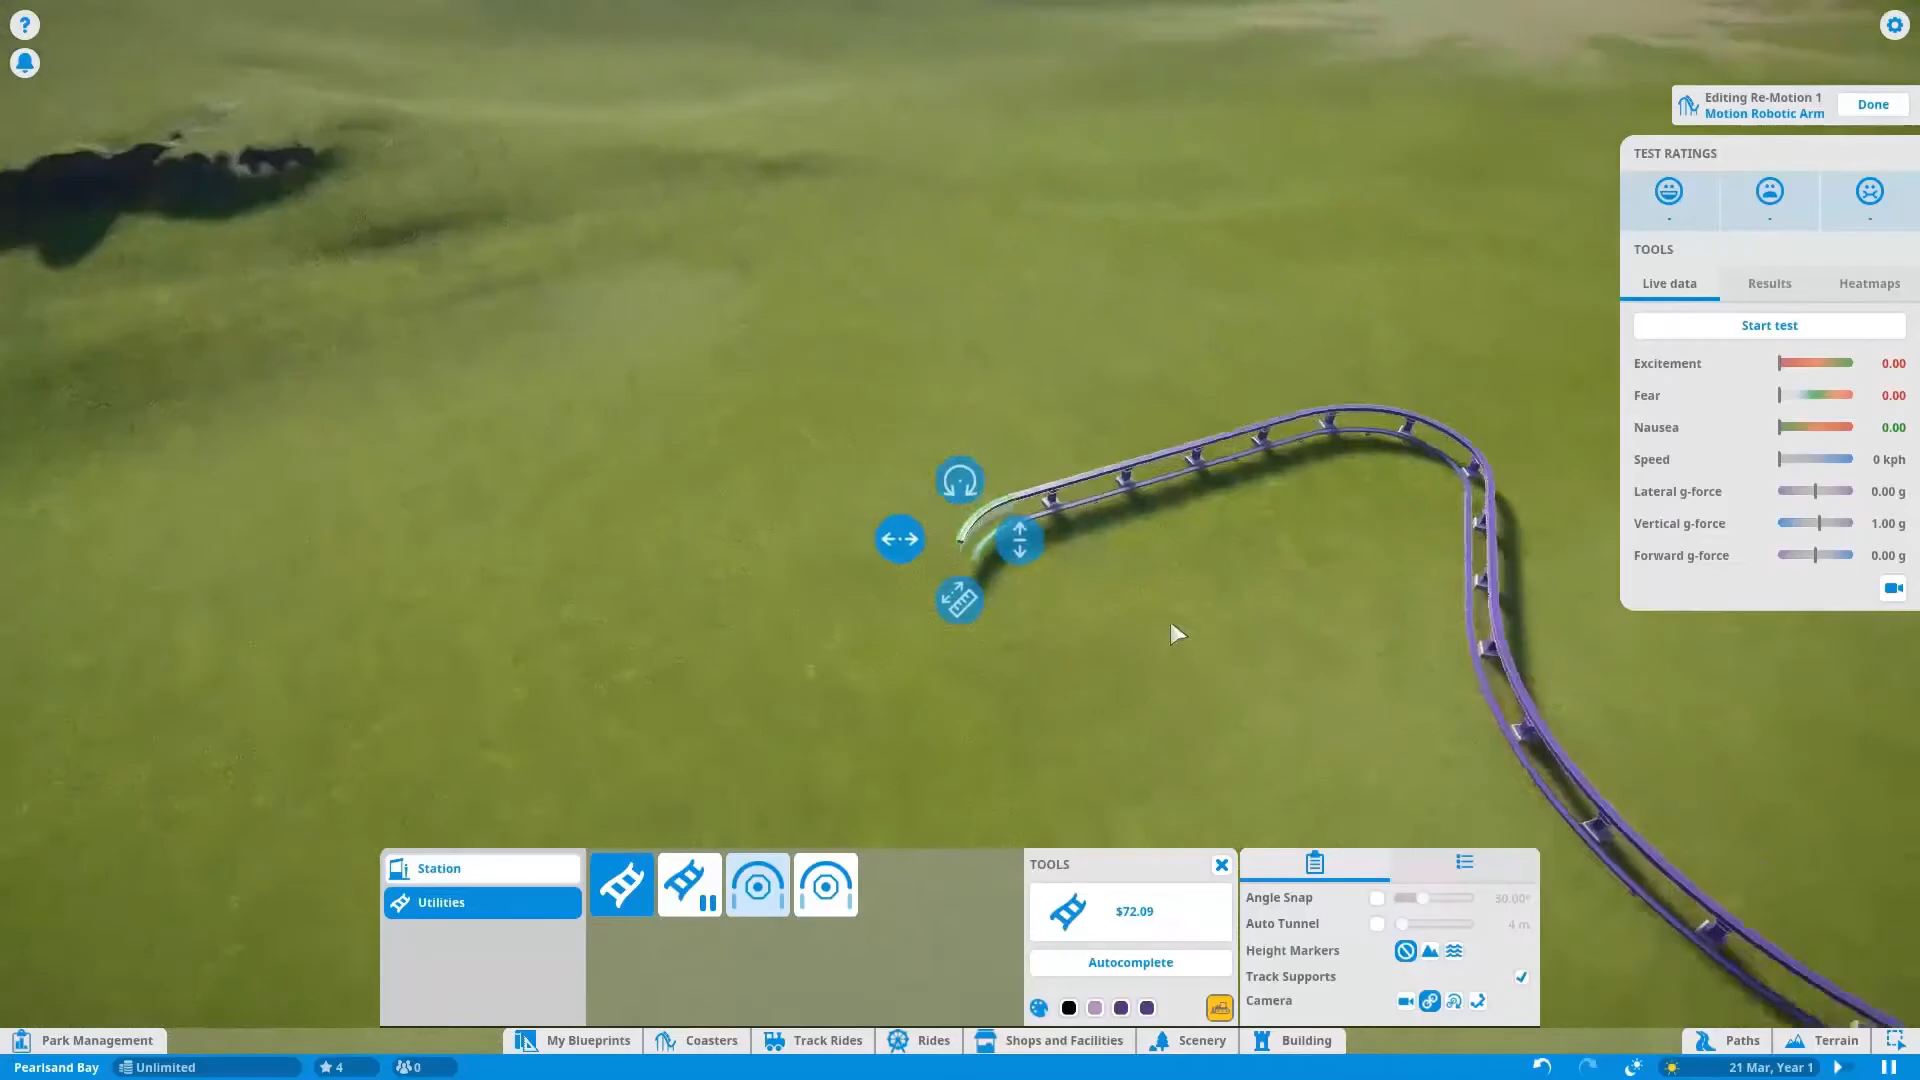 ?
Editing Re-Motion 1
Motion Robotic Arm
Done
TEST RATINGS
-
-
-
TOOLS
Live data
Results
Heatmaps
Start test
Excitement
0.00
Fear
0.00
Nausea
0.00
Speed
0 kph
Lateral g-force
0.00 g
Vertical g-force
1.00 g
Forward g-force
0.00 g
Station
Utilities
TOOLS
$72.09
Autocomplete
Angle Snap
30.00°
Auto Tunnel
4 m
Height Markers
Track Supports
Camera
Park Management
My Blueprints
Coasters
Track Rides
Rides
Shops and Facilities
Scenery
Building
Paths
Terrain
Pearlsand Bay
Unlimited
4
0
21 Mar, Year 1